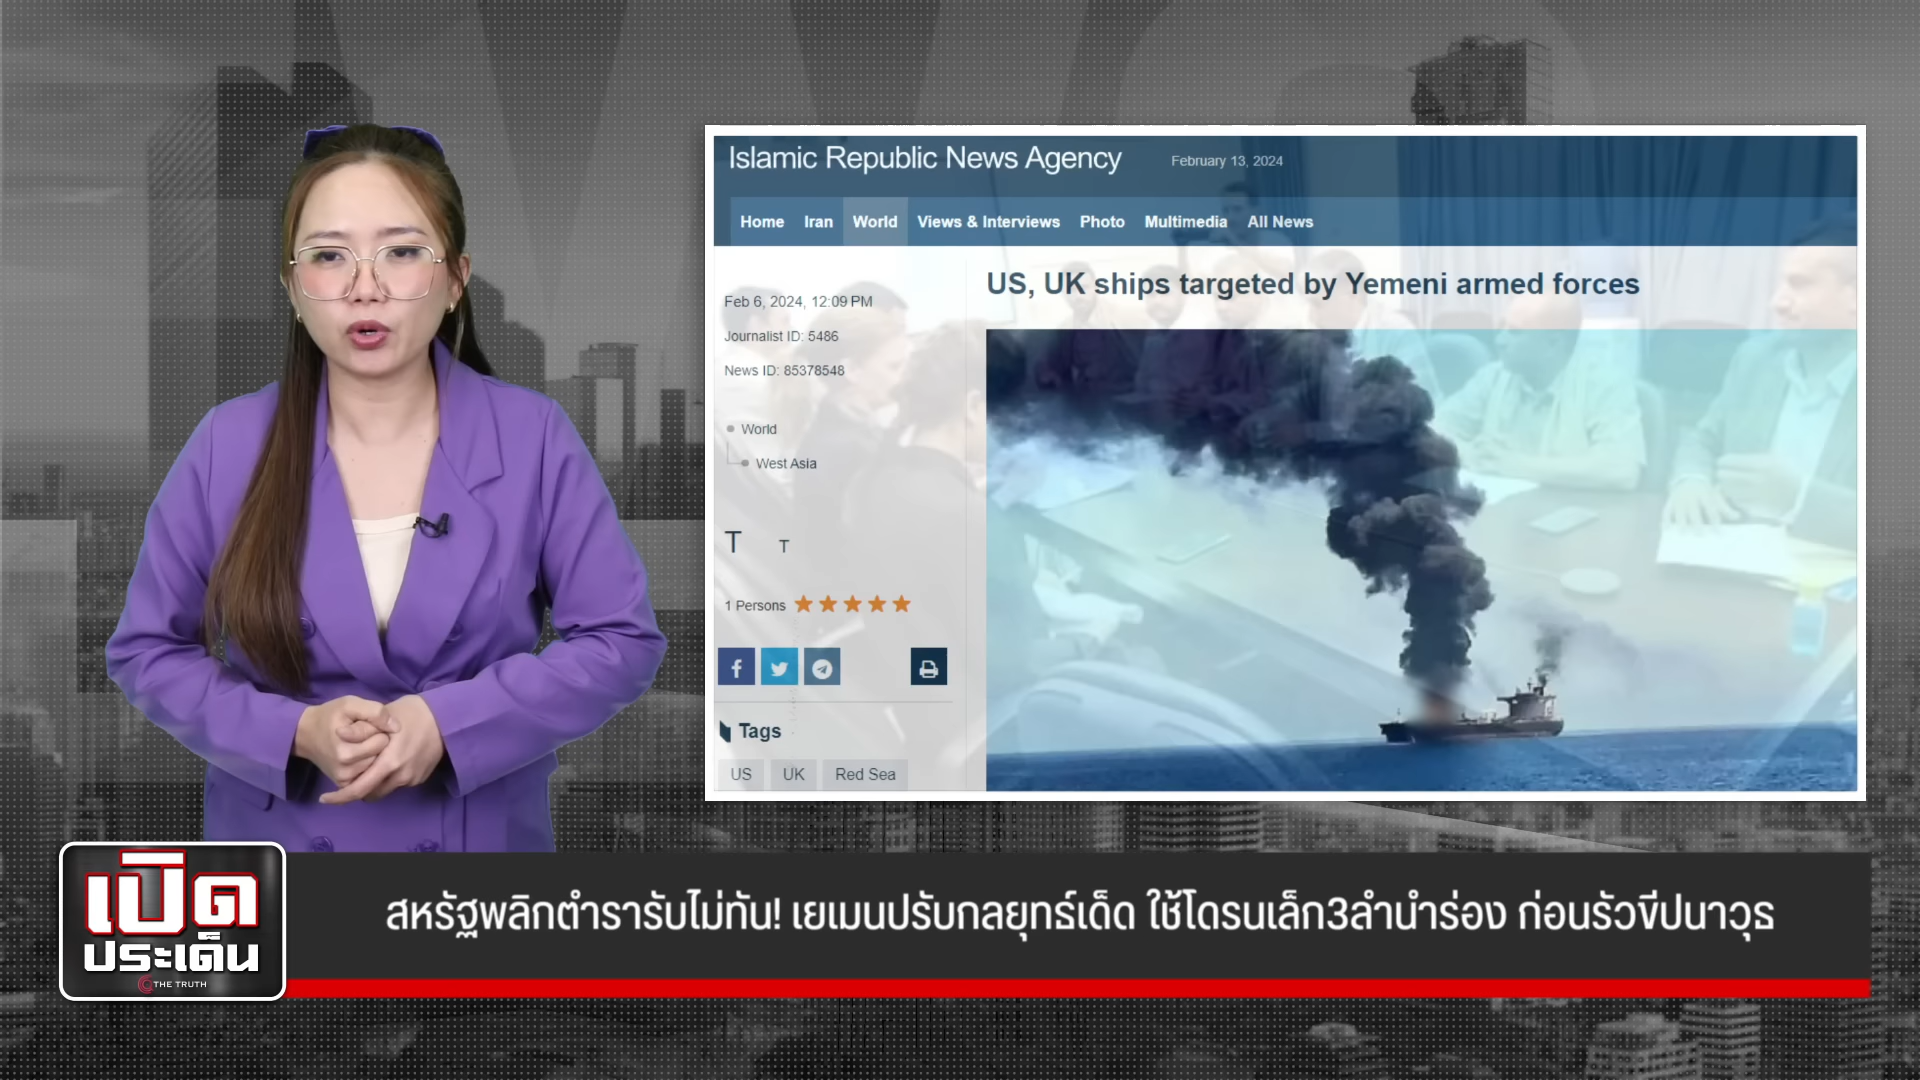 Islamic Republic News Agency
February 13, 2024
Home Iran World Views & Interviews Photo Multimedia All News
US, UK ships targeted by Yemeni armed forces
Feb 6, 2024, 12:09 PM
Journalist ID: 5486
News ID: 85378548
World
West Asia
T T
1 Persons
Tags
US UK Red Sea
เปิด
ประเด็น
THE TRUTH
สหรัฐพลิกตำรารับไม่ทัน! เยเมนปรับกลยุทธ์เด็ด ใช้โดรนเล็ก3ลำนำร่อง ก่อนรัวขีปนาวุธ